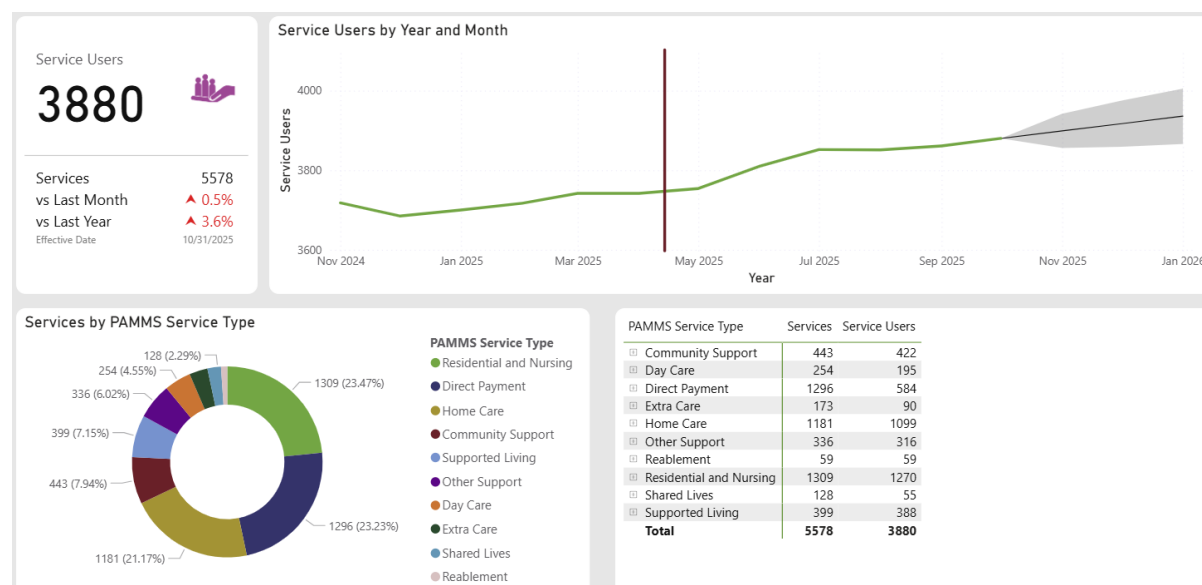 Service Users
3880
Services 5578
vs Last Month 0.5%
vs Last Year 3.6%
Effective Date 10/31/2025
Service Users by Year and Month
Service Users
4000
3800
3600
Nov 2024 Jan 2025 Mar 2025 May 2025 Jul 2025 Sep 2025 Nov 2025 Jan 2026
Year
Services by PAMMS Service Type
128 (2.29%)
254 (4.55%)
336 (6.02%)
399 (7.15%)
443 (7.94%)
1181 (21.17%)
1309 (23.47%)
1296 (23.23%)
PAMMS Service Type
Residential and Nursing
Direct Payment
Home Care
Community Support
Supported Living
Other Support
Day Care
Extra Care
Shared Lives
Reablement
PAMMS Service Type Services Service Users
Community Support 443 422
Day Care 254 195
Direct Payment 1296 584
Extra Care 173 90
Home Care 1181 1099
Other Support 336 316
Reablement 59 59
Residential and Nursing 1309 1270
Shared Lives 128 55
Supported Living 399 388
Total 5578 3880